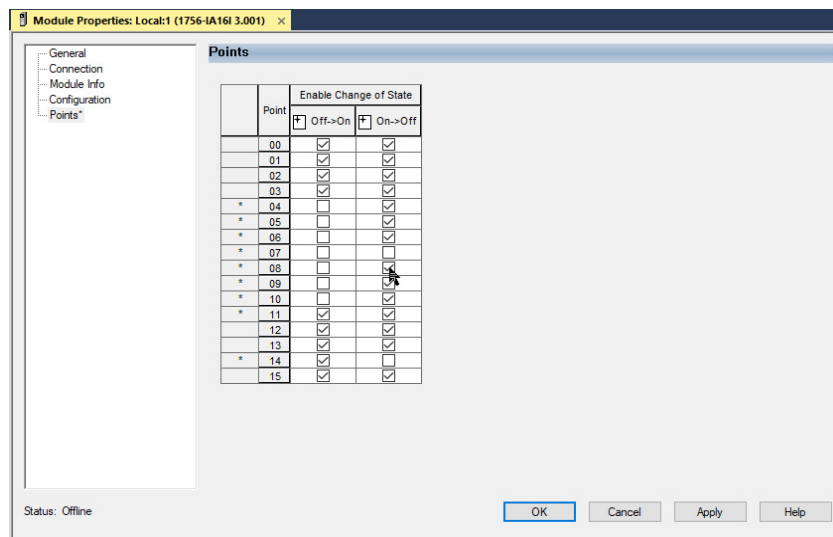 Module Properties: Local:1 (1756-IA16I 3.001) ×
General
Connection
Module Info
Configuration
Points*
Points
Enable Change of State
Point Off->On On->Off
00
01
02
03
* 04
* 05
* 06
* 07
* 08
* 09
* 10
* 11
12
13
* 14
15
Status: Offline
OK Cancel Apply Help